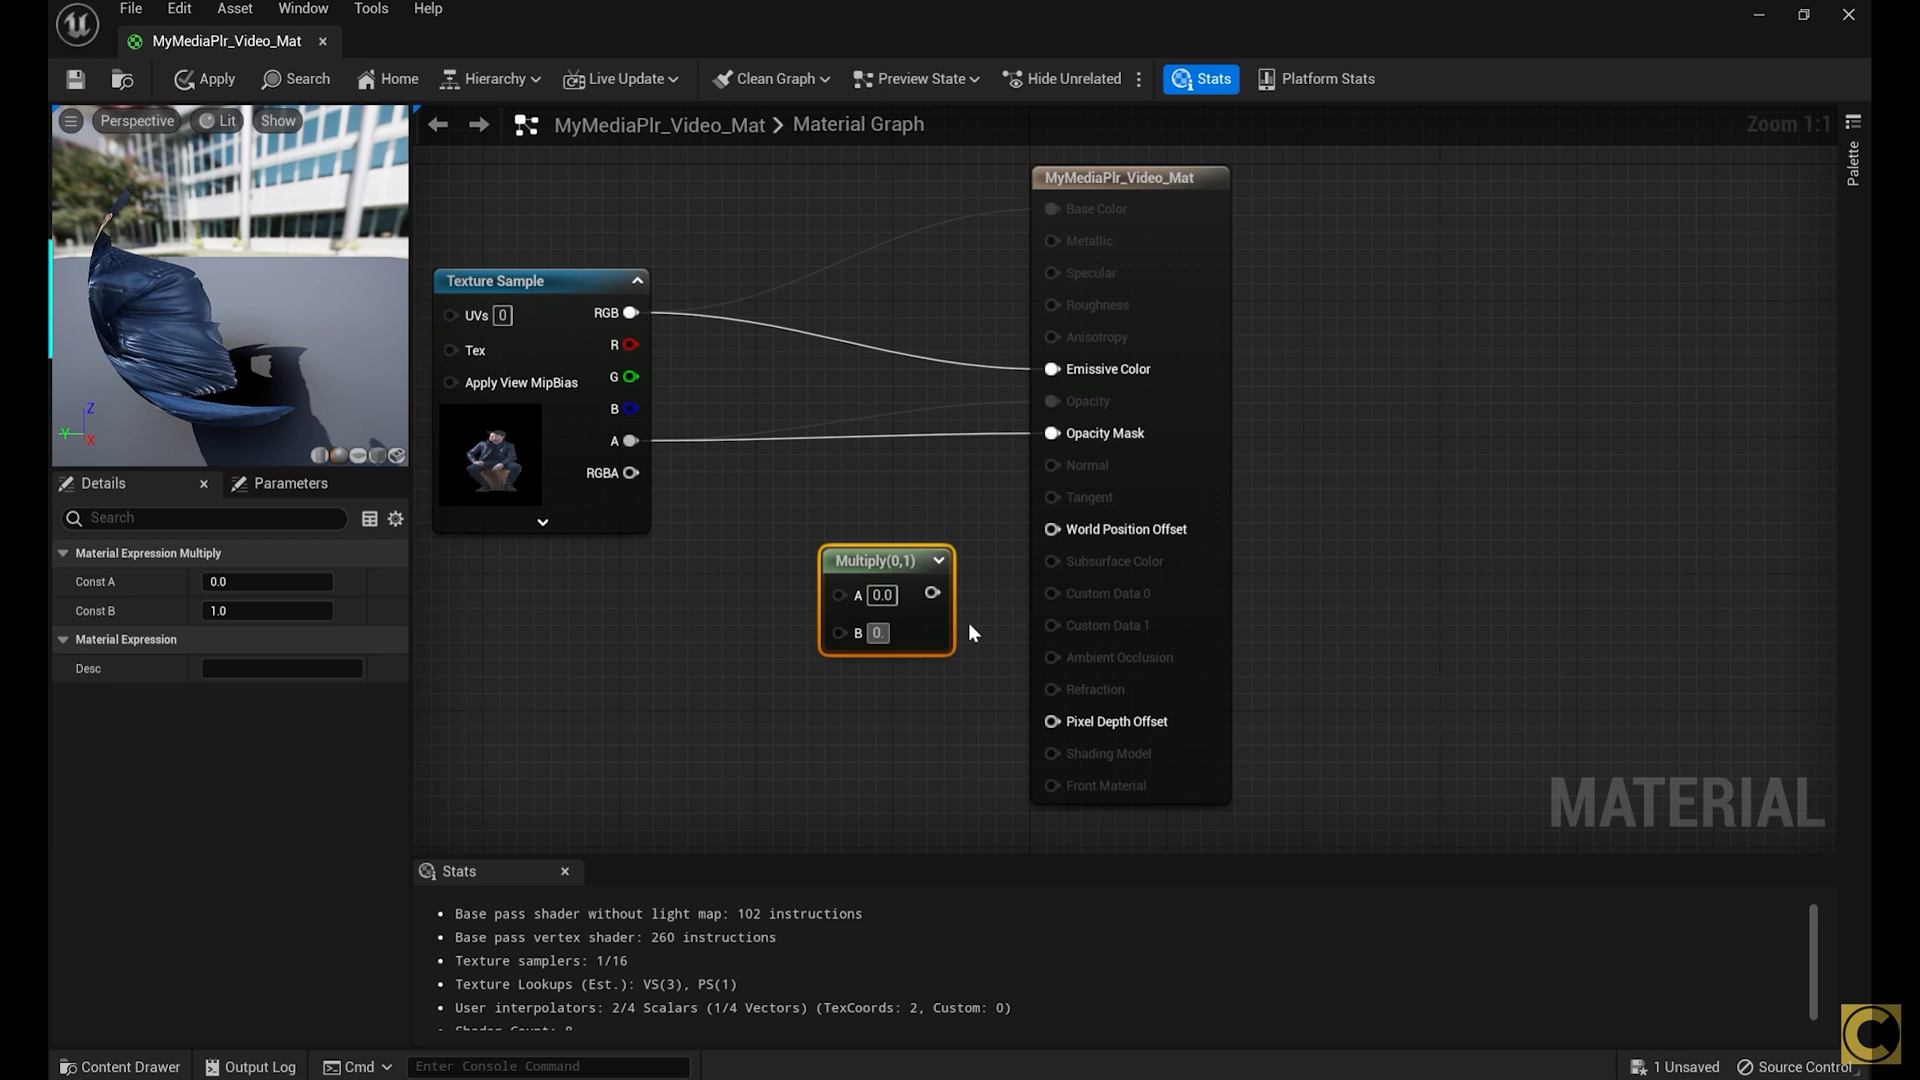 File Edit Asset Window Tools Help
MyMediaPlr_Video_Mat
Apply Search Home Hierarchy Live Update Clean Graph Preview State Hide Unrelated Stats Platform Stats
Perspective Lit Show
MyMediaPlr_Video_Mat > Material Graph
Zoom 1:1
Palette
MyMediaPlr_Video_Mat
Base Color
Metallic
Specular
Roughness
Anisotropy
Emissive Color
Opacity
Opacity Mask
Normal
Tangent
World Position Offset
Subsurface Color
Custom Data 0
Custom Data 1
Ambient Occlusion
Refraction
Pixel Depth Offset
Shading Model
Front Material
Texture Sample
UVs 0 RGB
R
Tex
G
Apply View MipBias
B
A
RGBA
Z
Y
X
Multiply(0,1)
A 0.0
B 0.
Details Parameters
Search
Material Expression Multiply
Const A 0.0
Const B 1.0
Material Expression
Desc
MATERIAL
Stats
Base pass shader without light map: 102 instructions
Base pass vertex shader: 260 instructions
Texture samplers: 1/16
Texture Lookups (Est.): VS(3), PS(1)
User interpolators: 2/4 Scalars (1/4 Vectors) (TexCoords: 2, Custom: 0)
Content Drawer Output Log Cmd Enter Console Command 1 Unsaved Source Control
C